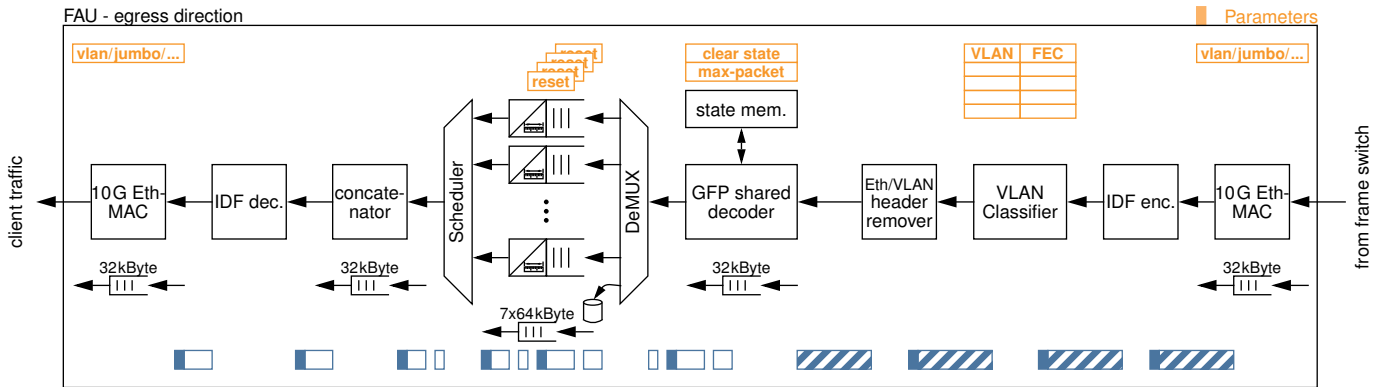 FAU - egress direction
Parameters
vlan/jumbo/...
reset
reset
reset
reset
clear state
max-packet
VLAN FEC
vlan/jumbo/...
state mem.
client traffic
10G Eth-
MAC
IDF dec.
concate-
nator
Scheduler
DeMUX
GFP shared
decoder
Eth/VLAN
header
remover
VLAN
Classifier
IDF enc.
10G Eth-
MAC
from frame switch
32kByte
32kByte
7x64kByte
32kByte
32kByte